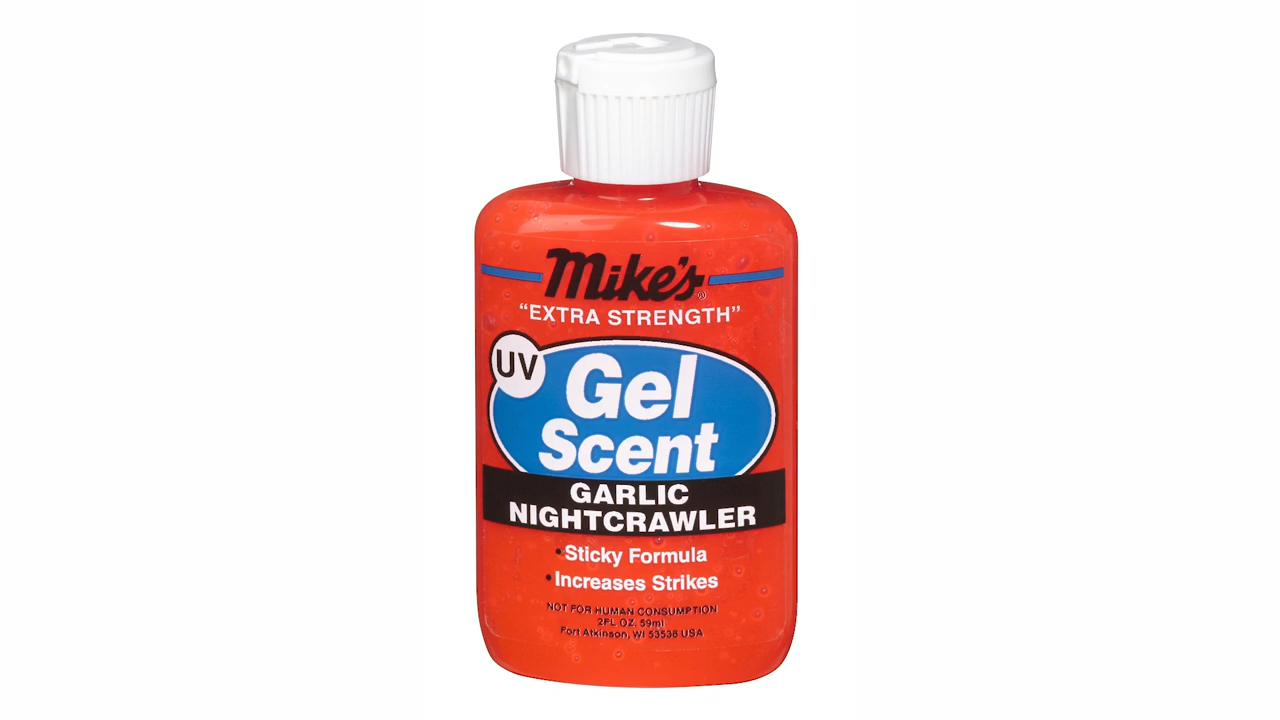 Mike's®
“EXTRA STRENGTH”
UV
Gel
Scent
GARLIC
NIGHTCRAWLER
•Sticky Formula
•Increases Strikes
NOT FOR HUMAN CONSUMPTION
2FL. OZ. 59ml
Fort Atkinson, WI 53538 USA